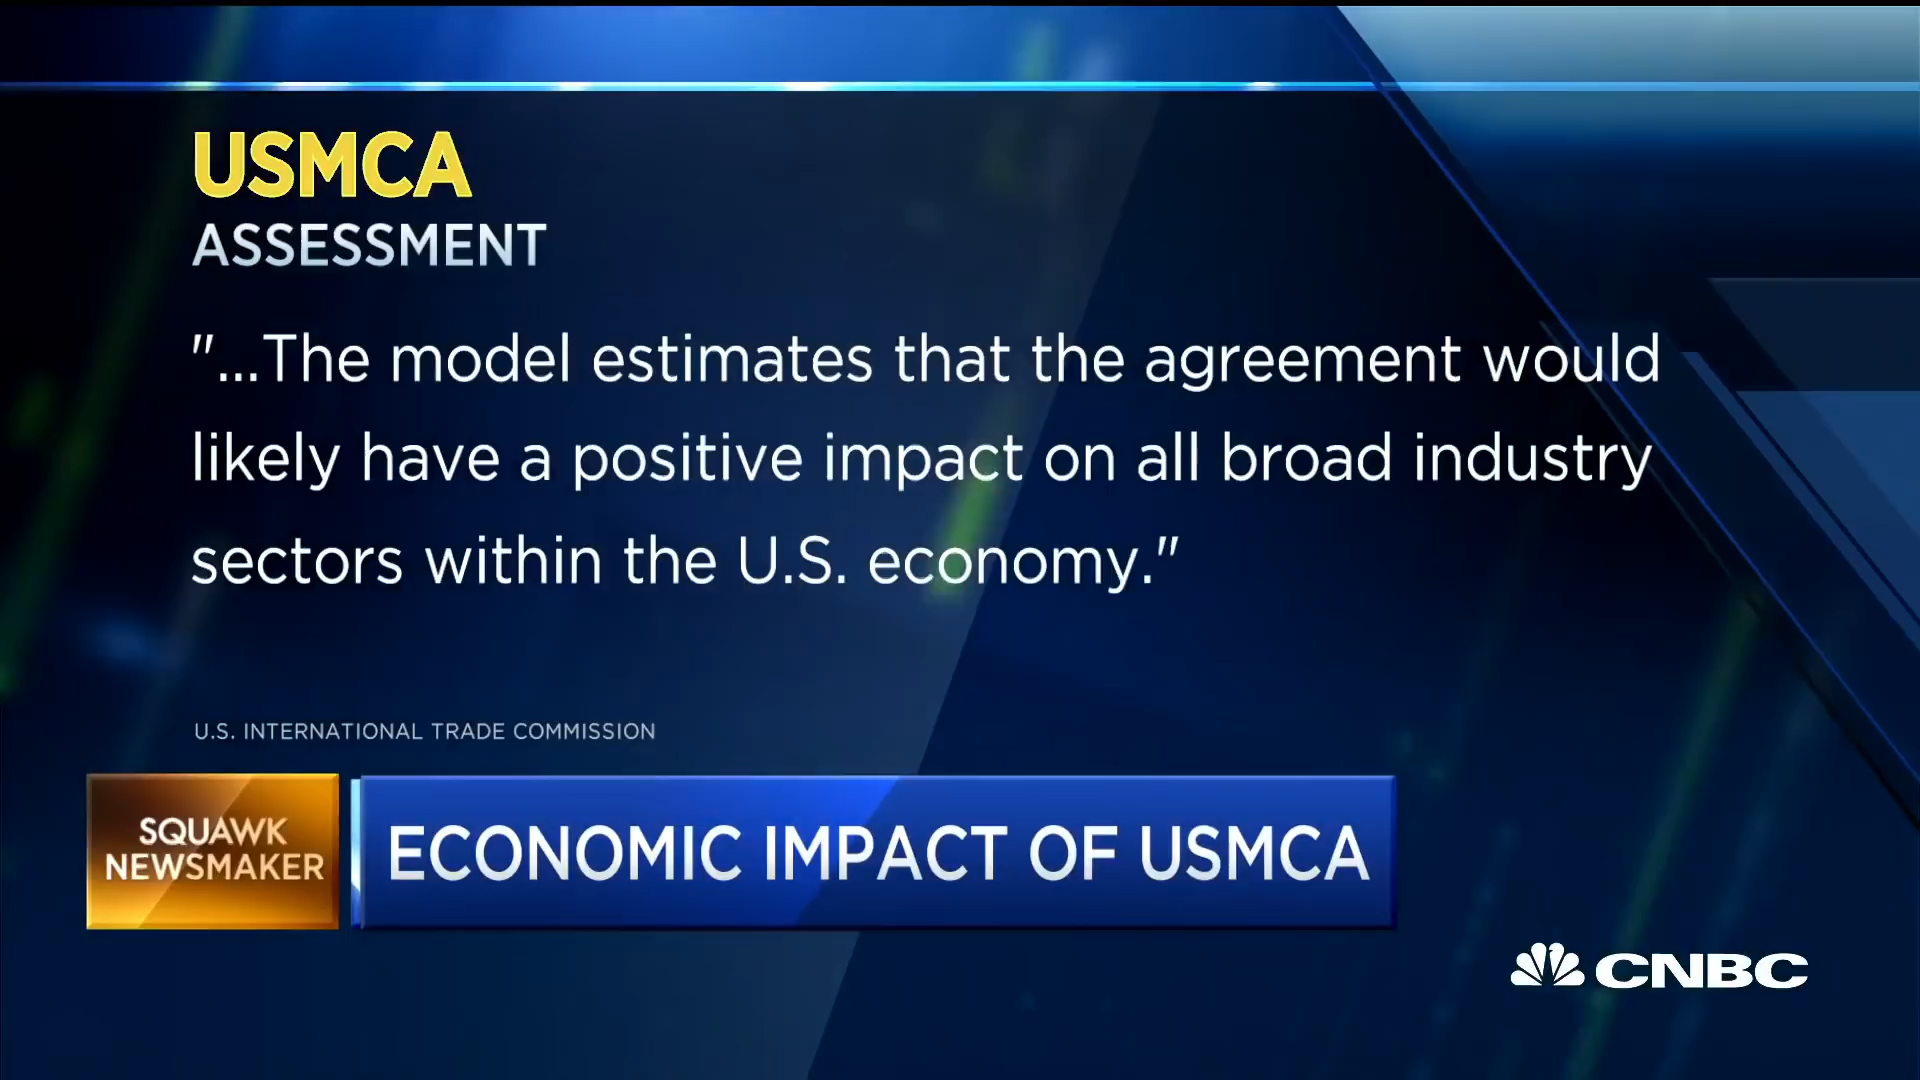 USMCA
ASSESSMENT
"...The model estimates that the agreement would
likely have a positive impact on all broad industry
sectors within the U.S. economy."
U.S. INTERNATIONAL TRADE COMMISSION
SQUAWK
NEWSMAKER
ECONOMIC IMPACT OF USMCA
CNBC